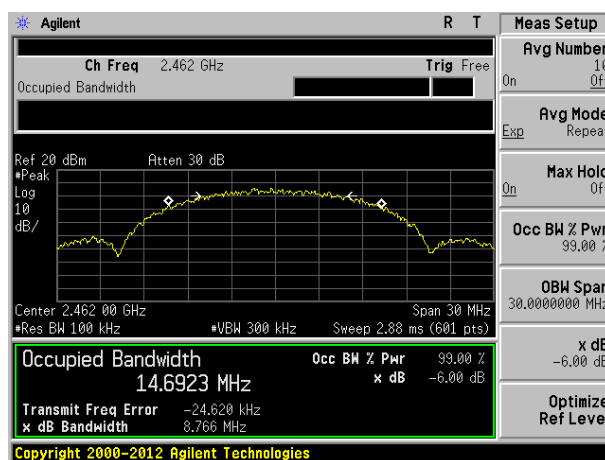 Agilent R T
Ch Freq 2.462 GHz Trig Free
Occupied Bandwidth
Ref 20 dBm Atten 30 dB
#Peak
Log
10
dB/
Center 2.462 00 GHz Span 30 MHz
#Res BW 100 kHz #VBW 300 kHz Sweep 2.88 ms (601 pts)
Occupied Bandwidth Occ BW % Pwr 99.00 %
14.6923 MHz x dB -6.00 dB
Transmit Freq Error -24.620 kHz
x dB Bandwidth 8.766 MHz
Copyright 2000-2012 Agilent Technologies
Meas Setup
Avg Number
10
On Off
Avg Mode
Exp Repeat
Max Hold
On Off
Occ BW % Pwr
99.00 %
OBW Span
30.0000000 MHz
x dB
-6.00 dB
Optimize
Ref Level